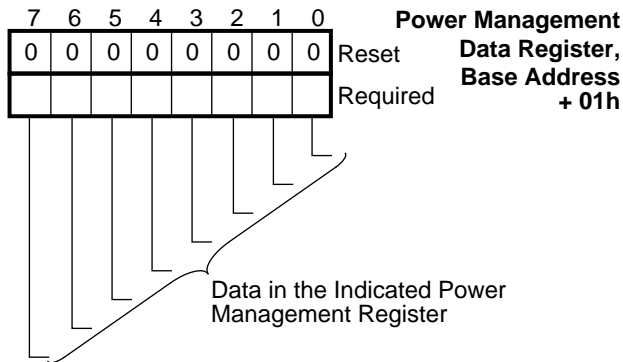 7 6 5 4 3 2 1 0
0 0 0 0 0 0 0 0 Reset
Required
Power Management
Data Register,
Base Address
+ 01h
Data in the Indicated Power
Management Register